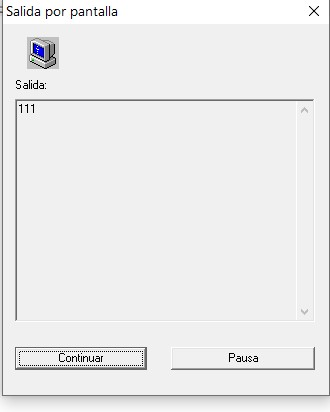 Salida por pantalla
Salida:
111
Continuar
Pausa